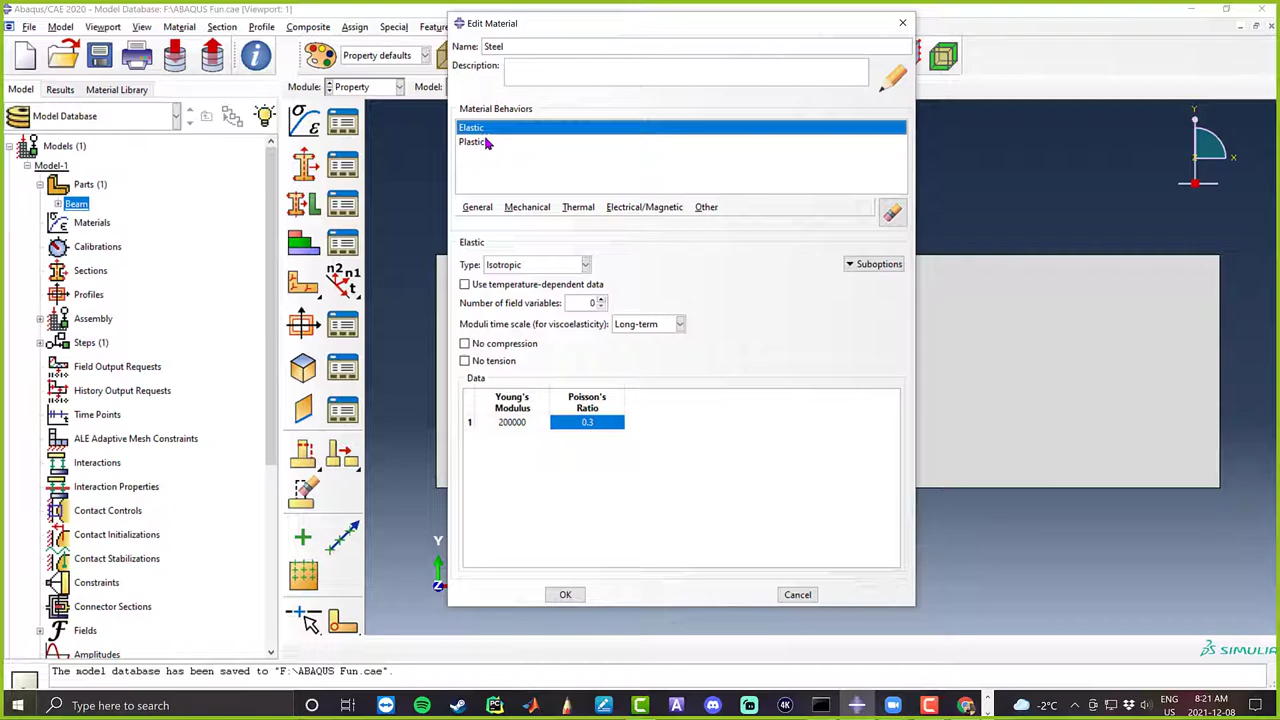 Abaqus/CAE 2020 - Model Database: F:\ABAQUS Fun.cae [Viewport: 1]
File Model Viewport View Material Section Profile Composite Assign Special Featur
Property defaults
Model Results Material Library
Module: Property Model:
Model Database
Models (1)
Model-1
Parts (1)
Beam
Materials
Calibrations
Sections
Profiles
Assembly
Steps (1)
Field Output Requests
History Output Requests
Time Points
ALE Adaptive Mesh Constraints
Interactions
Interaction Properties
Contact Controls
Contact Initializations
Contact Stabilizations
Constraints
Connector Sections
Fields
Amplitudes
σ ε
n2 n1
t
Edit Material
Name: Steel
Description:
Material Behaviors
Elastic
Plastic
General Mechanical Thermal Electrical/Magnetic Other
Elastic
Type: Isotropic
Suboptions
Use temperature-dependent data
Number of field variables: 0
Moduli time scale (for viscoelasticity): Long-term
No compression
No tension
Data
Young's Modulus
Poisson's Ratio
1 200000 0.3
OK Cancel
Y
X
Z
Y
Z
SIMULIA
The model database has been saved to "F:\ABAQUS Fun.cae".
Type here to search
-2°C
ENG
US
8:21 AM
2021-12-08